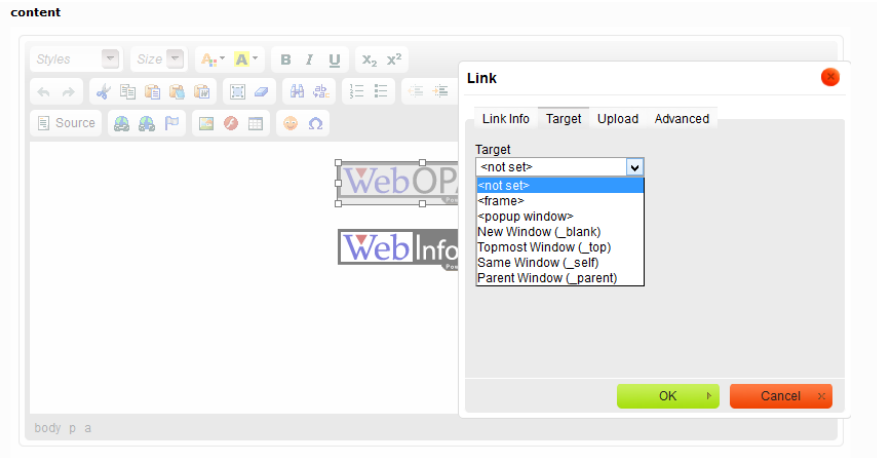 content
Styles Size A A B I U X₂ X²
Link
Link Info Target Upload Advanced
Source
Target
<not set>
<not set>
<frame>
<popup window>
New Window (_blank)
Topmost Window (_top)
Same Window (_self)
Parent Window (_parent)
WebOPA
WebInfo
OK
Cancel
body p a